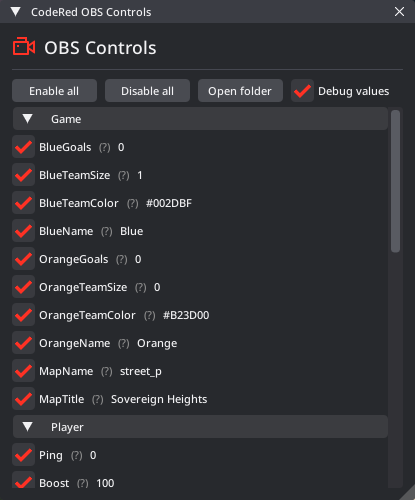 CodeRed OBS Controls
OBS Controls
Enable all Disable all Open folder Debug values
Game
BlueGoals (?) 0
BlueTeamSize (?) 1
BlueTeamColor (?) #002DBF
BlueName (?) Blue
OrangeGoals (?) 0
OrangeTeamSize (?) 0
OrangeTeamColor (?) #B23D00
OrangeName (?) Orange
MapName (?) street_p
MapTitle (?) Sovereign Heights
Player
Ping (?) 0
Boost (?) 100